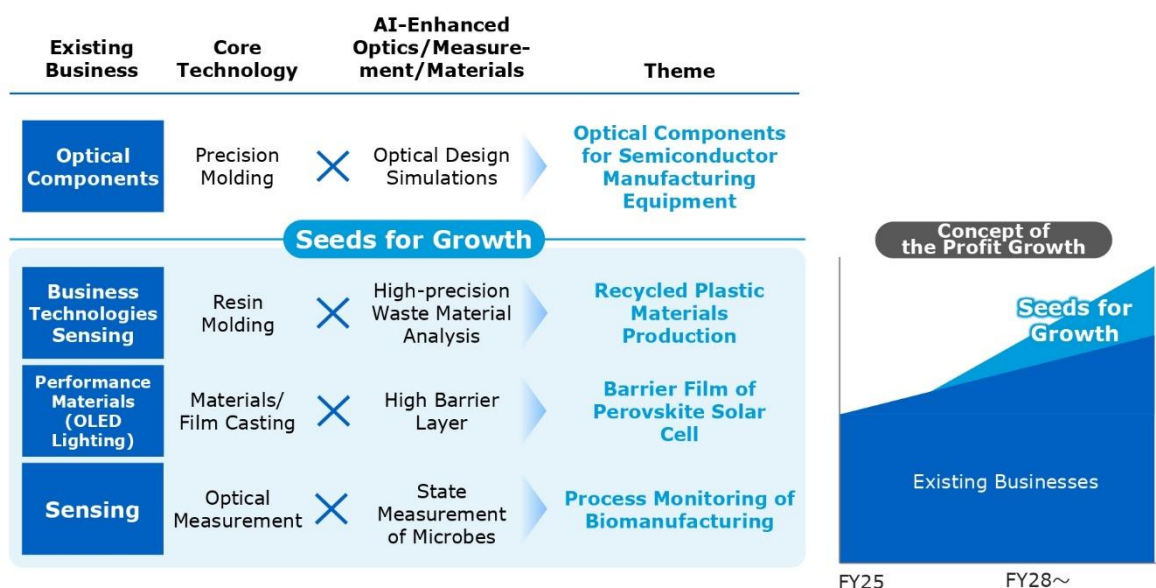 Existing
Business
Core
Technology
AI-Enhanced
Optics/Measure-
ment/Materials
Theme
Optical
Components
Precision
Molding
×
Optical Design
Simulations
Optical Components
for Semiconductor
Manufacturing
Equipment
Seeds for Growth
Business
Technologies
Sensing
Resin
Molding
×
High-precision
Waste Material
Analysis
Recycled Plastic
Materials
Production
Performance
Materials
(OLED
Lighting)
Materials/
Film Casting
×
High Barrier
Layer
Barrier Film of
Perovskite Solar
Cell
Sensing
Optical
Measurement
×
State
Measurement
of Microbes
Process Monitoring of
Biomanufacturing
Concept of
the Profit Growth
Seeds for
Growth
Existing Businesses
FY25
FY28～